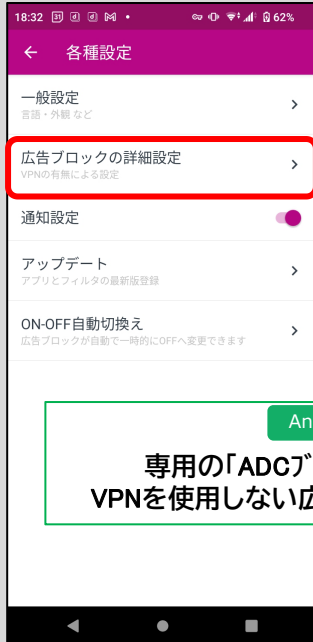 18:32 31 d d M • 62%
← 各種設定
一般設定
言語・外観 など
広告ブロックの詳細設定
VPNの有無による設定
通知設定
アップデート
アプリとフィルタの最新版登録
ON-OFF自動切換え
広告ブロックが自動で一時的にOFFへ変更できます
An
専用の「ADCブ
VPNを使用しない広